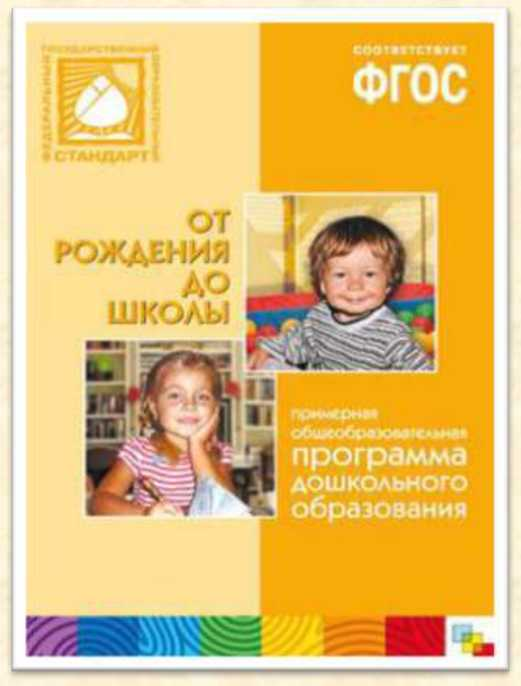 ГОСУДАРСТВЕННЫЙ
ФЕДЕРАЛЬНЫЙ
ОБРАЗОВАТЕЛЬНЫЙ
СТАНДАРТ
СООТВЕТСТВУЕТ
ФГОС
ОТ
РОЖДЕНИЯ
ДО
ШКОЛЫ
примерная
общеобразовательная
программа
дошкольного
образования